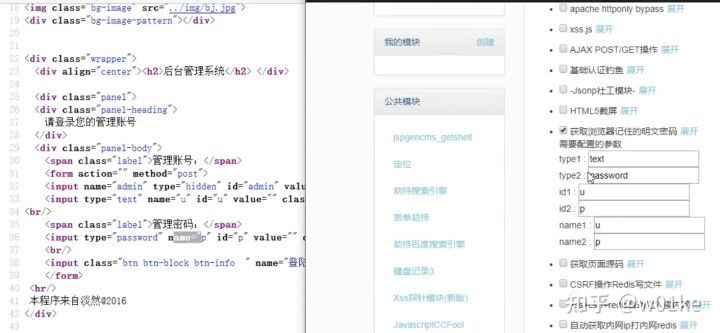 18 <img class="bg-image" src="../img/bj.jpg">
19 <div class="bg-image-pattern"></div>
20
21
22 <div class="wrapper">
23 <div align="center"><h2>后台管理系统</h2> </div>
24
25 <div class="panel">
26 <div class="panel-heading">
27 请登录您的管理账号
28 </div>
29 <div class="panel-body">
30 <span class="label">管理账号：</span>
31 <form action="" method="post">
32 <input name="admin" type="hidden" id="admin" valu
33 <input type="text" name="u" id="u" value="" clas
34 <br/>
35 <span class="label">管理密码：</span>
36 <input type="password" name="p" id="p" value="" c
37 <br/>
38 <input class="btn btn-block btn-info " name="登陆
39 </form>
40 <hr/>
41 本程序来自谈然@2016
42 </div>
43
我的模块 创建
公共模块
jspgencms_getshell
定位
劫持搜索引擎
表单劫持
劫持百度搜索引擎
键盘记录3
Xss探针模块(新版)
JavascriptCCFool
apache httponly bypass 展开
xss.js 展开
AJAX POST/GET操作 展开
基础认证钓鱼 展开
-Jsonp社工模块- 展开
HTML5截屏 展开
获取浏览器记住的明文密码 展开
需要配置的参数
type1 : text
type2 : password
id1 : u
id2 : p
name1 : u
name2 : p
获取页面源码 展开
CSRF操作Redis写文件 展开
自动获取内网ip打内网redis 展开
知乎 @w01ke